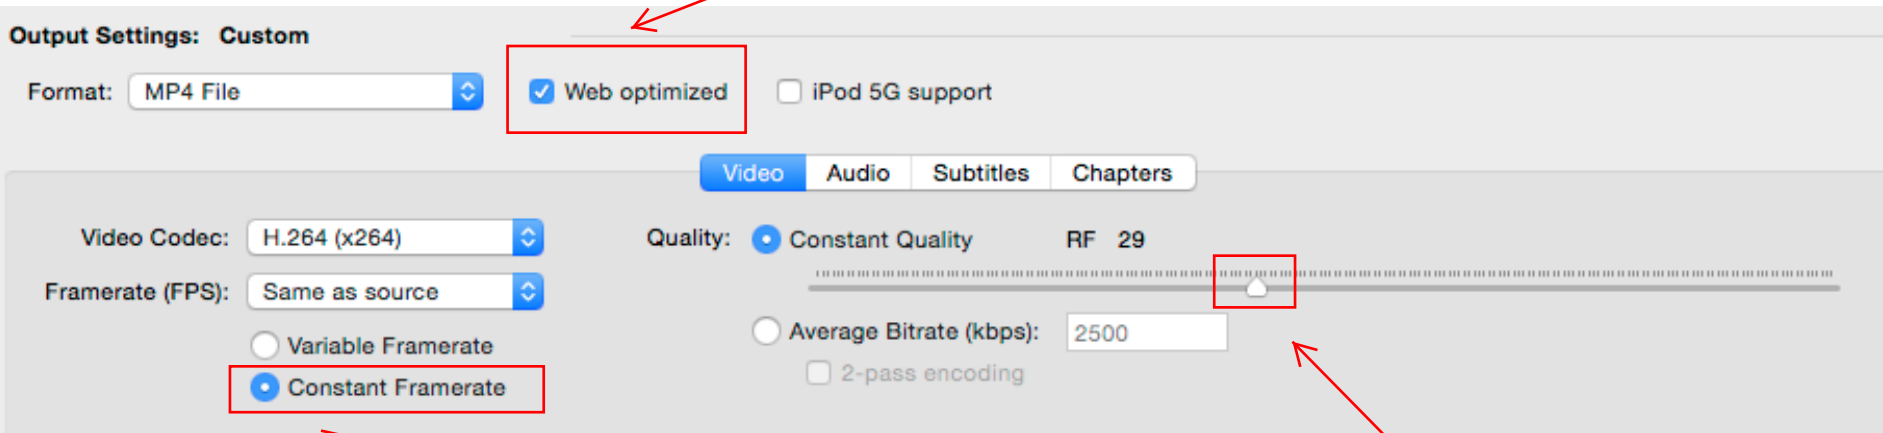 Output Settings: Custom
Format: MP4 File Web optimized iPod 5G support
Video Audio Subtitles Chapters
Video Codec: H.264 (x264) Quality: Constant Quality RF 29
Framerate (FPS): Same as source
Variable Framerate Average Bitrate (kbps): 2500
Constant Framerate 2-pass encoding